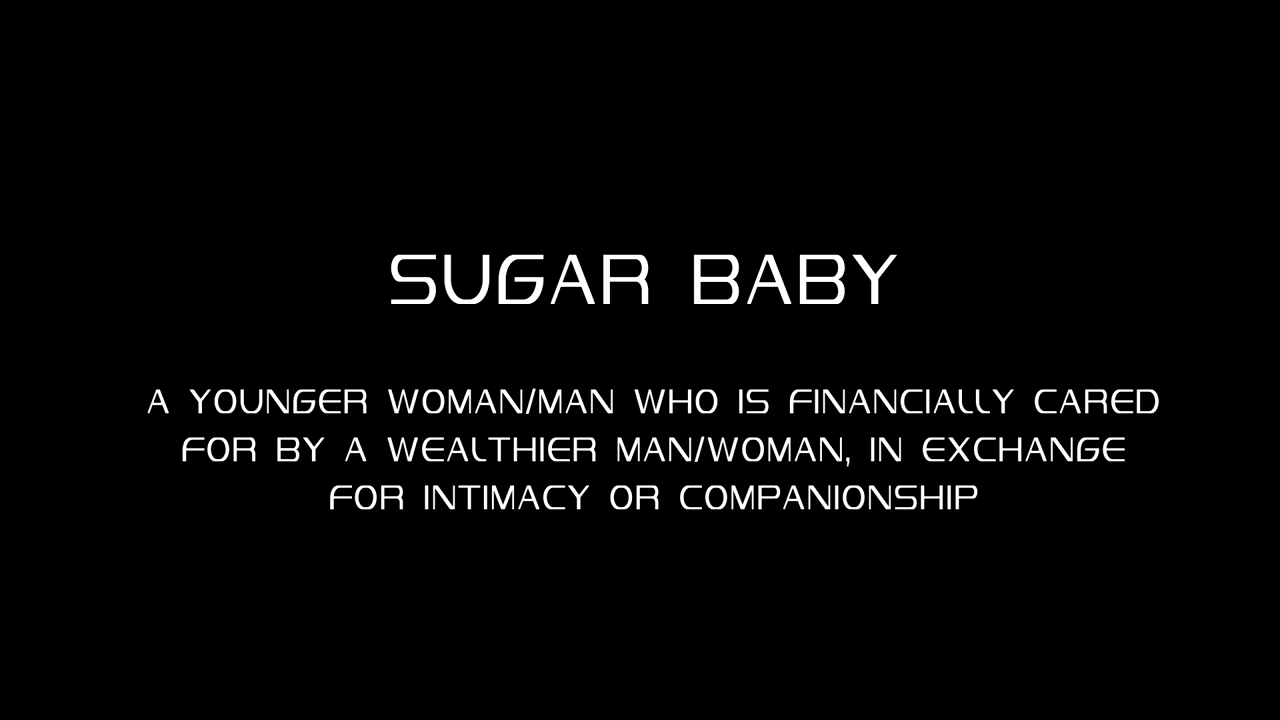 SUGAR BABY
A YOUNGER WOMAN/MAN WHO IS FINANCIALLY CARED
FOR BY A WEALTHIER MAN/WOMAN, IN EXCHANGE
FOR INTIMACY OR COMPANIONSHIP